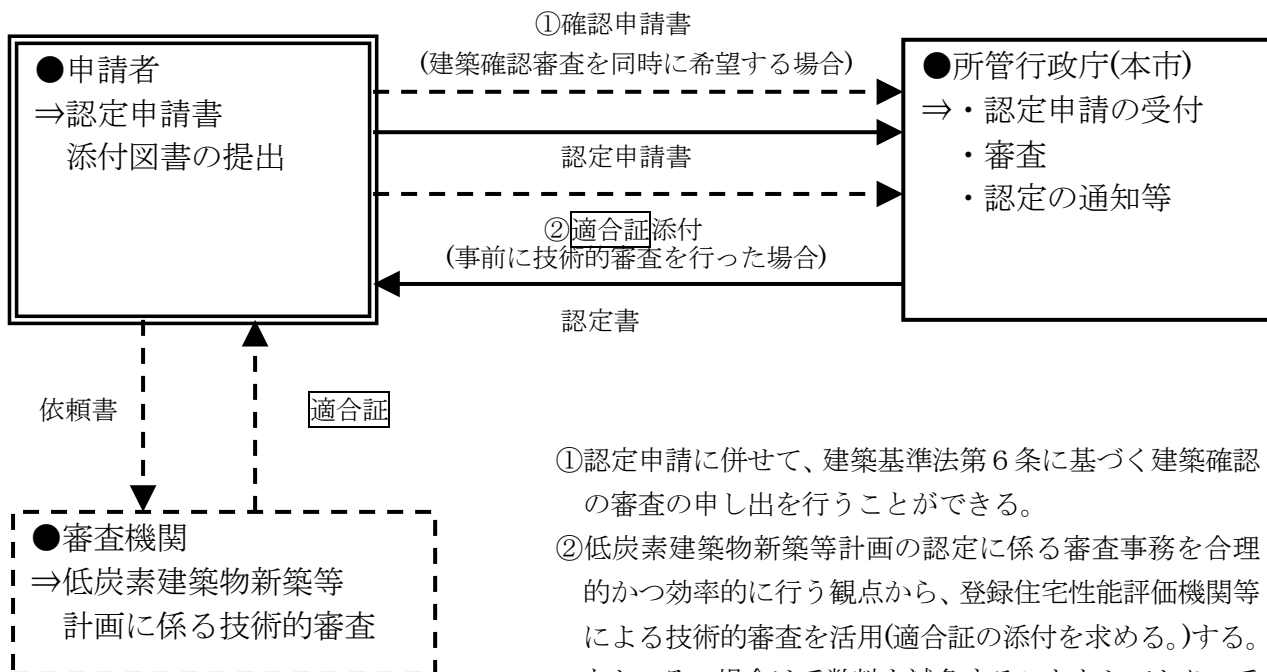 ①確認申請書
(建築確認審査を同時に希望する場合)
●申請者
⇒認定申請書
添付図書の提出
認定申請書
②適合証添付
(事前に技術的審査を行った場合)
認定書
●所管行政庁(本市)
⇒・認定申請の受付
・審査
・認定の通知等
依頼書
適合証
●審査機関
⇒低炭素建築物新築等
計画に係る技術的審査
①認定申請に併せて、建築基準法第6条に基づく建築確認
の審査の申し出を行うことができる。
②低炭素建築物新築等計画の認定に係る審査事務を合理
的かつ効率的に行う観点から、登録住宅性能評価機関等
による技術的審査を活用(適合証の添付を求める。)する。